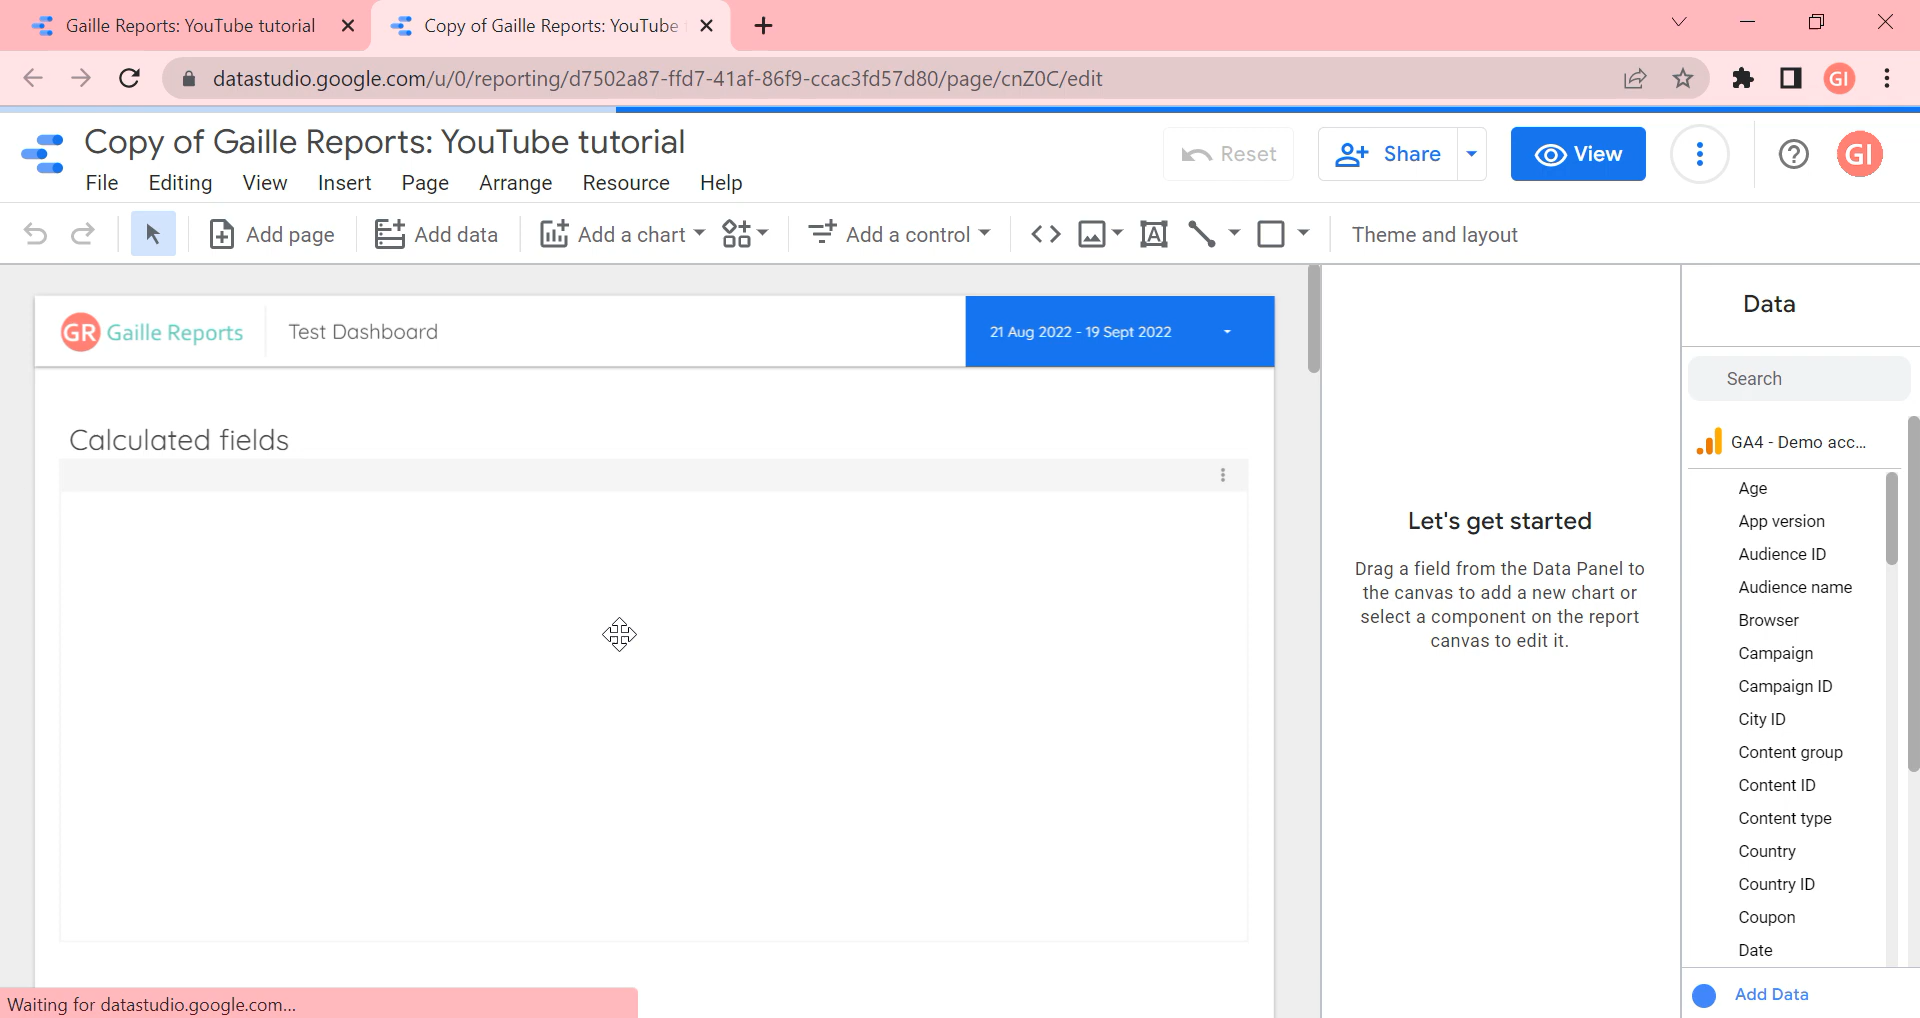 Gaille Reports: YouTube tutorial
Copy of Gaille Reports: YouTube
datastudio.google.com/u/0/reporting/d7502a87-ffd7-41af-86f9-ccac3fd57d80/page/cnZ0C/edit
GI
Copy of Gaille Reports: YouTube tutorial
Reset
Share
View
GI
File Editing View Insert Page Arrange Resource Help
Add page
Add data
Add a chart
Add a control
Theme and layout
GR Gaille Reports
Test Dashboard
21 Aug 2022 - 19 Sept 2022
Calculated fields
Let's get started
Drag a field from the Data Panel to
the canvas to add a new chart or
select a component on the report
canvas to edit it.
Data
Search
GA4 - Demo acc...
Age
App version
Audience ID
Audience name
Browser
Campaign
Campaign ID
City ID
Content group
Content ID
Content type
Country
Country ID
Coupon
Date
Add Data
Waiting for datastudio.google.com...